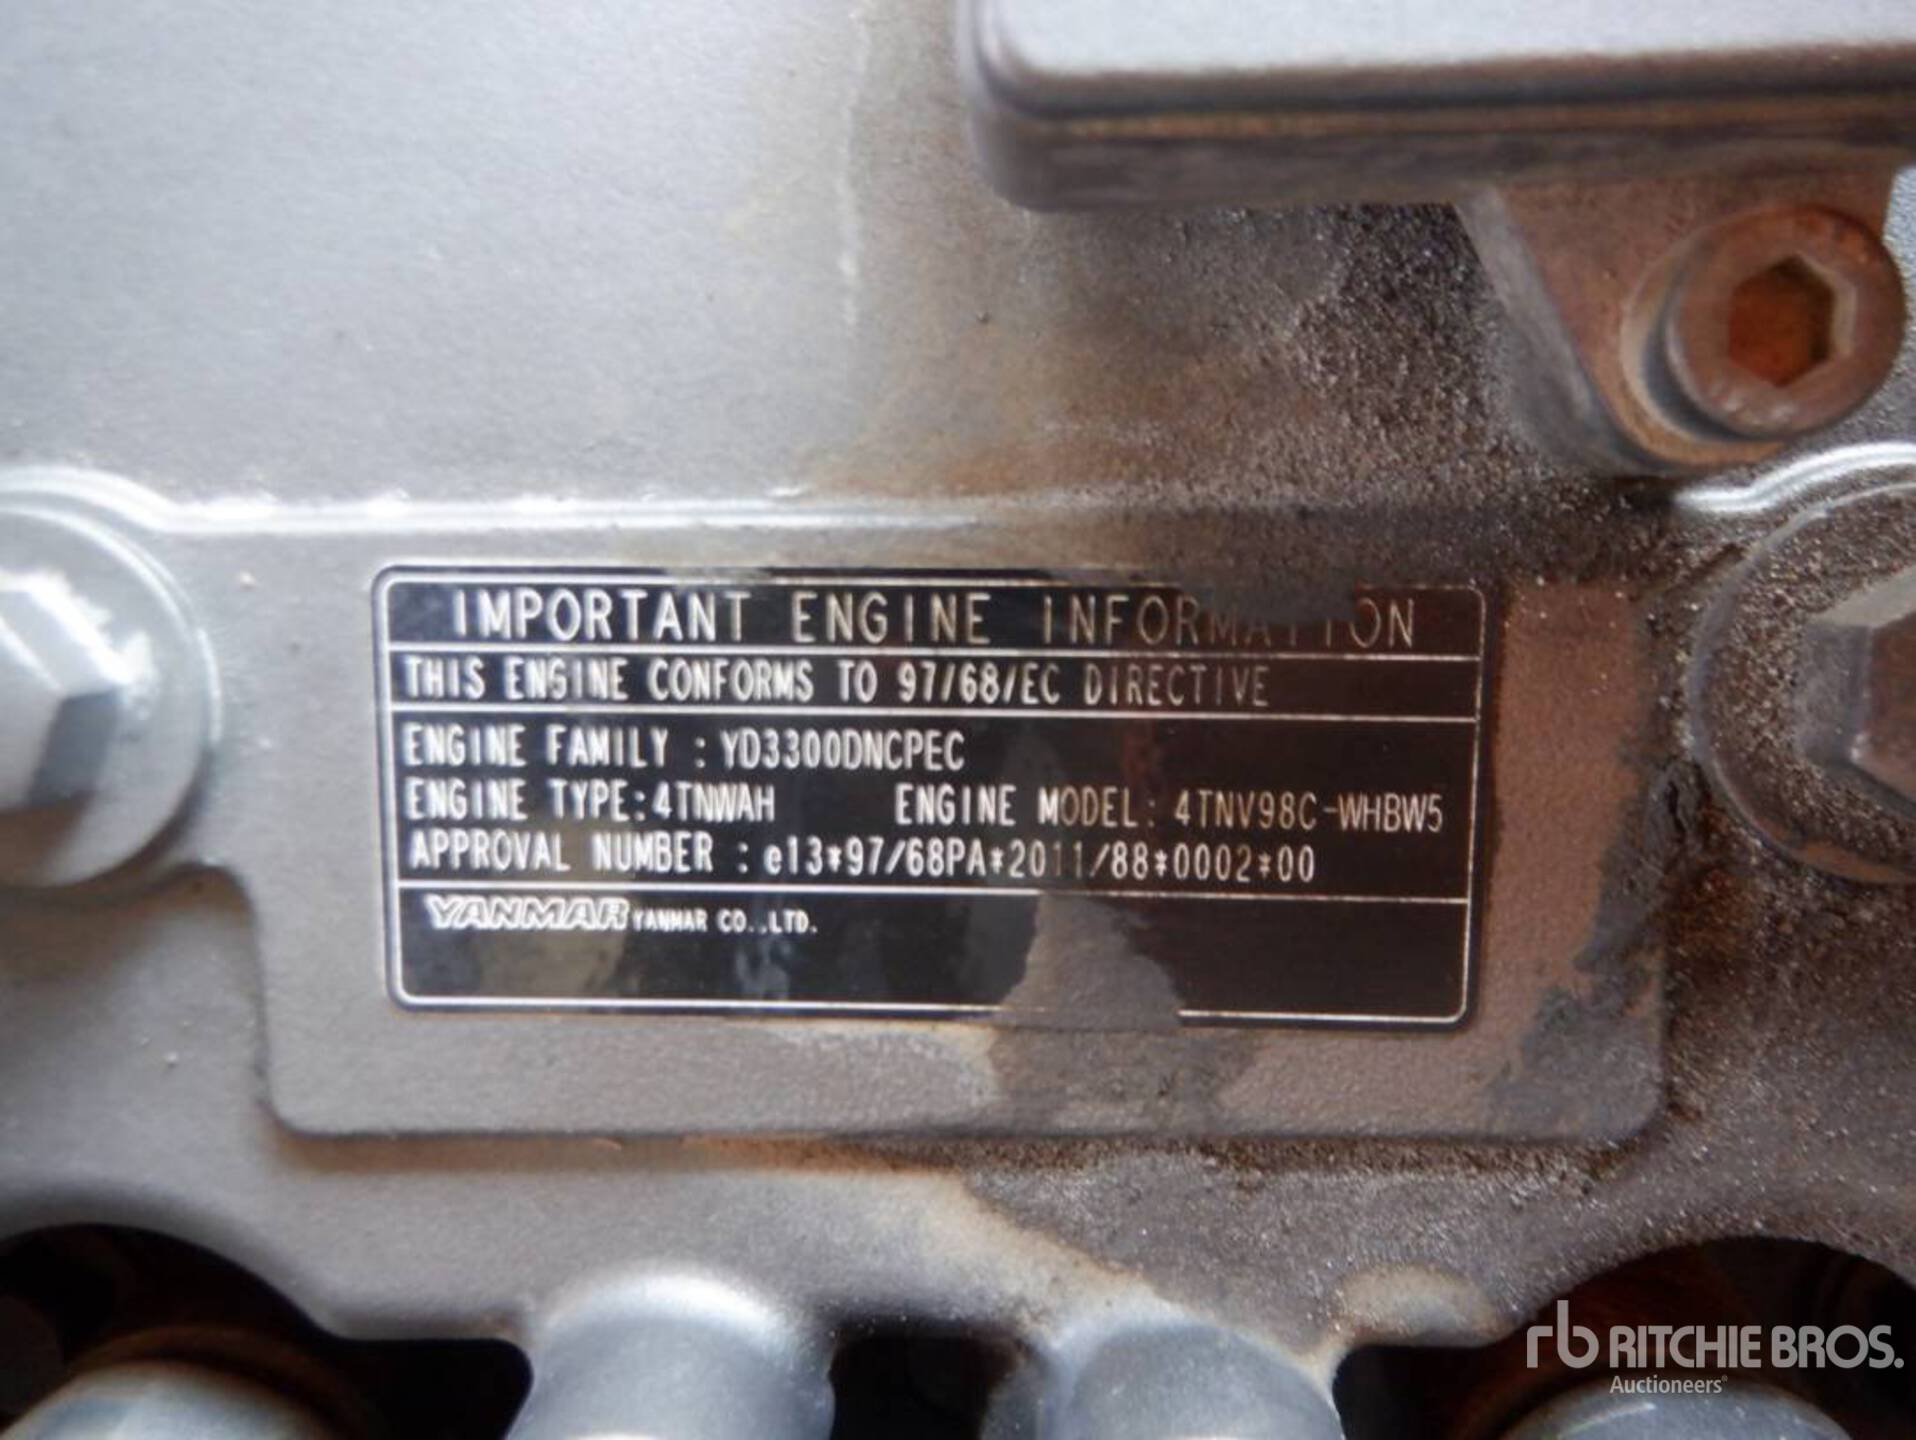 IMPORTANT ENGINE INFORMATION
THIS ENGINE CONFORMS TO 97/68/EC DIRECTIVE
ENGINE FAMILY : YD3300DNCPEC
ENGINE TYPE:4TNWAH ENGINE MODEL: 4TNV98C-WHBW5
APPROVAL NUMBER : e13*97/68PA*2011/88*0002*00
YANMAR YANMAR CO.,LTD.
rb RITCHIE BROS.
Auctioneers®